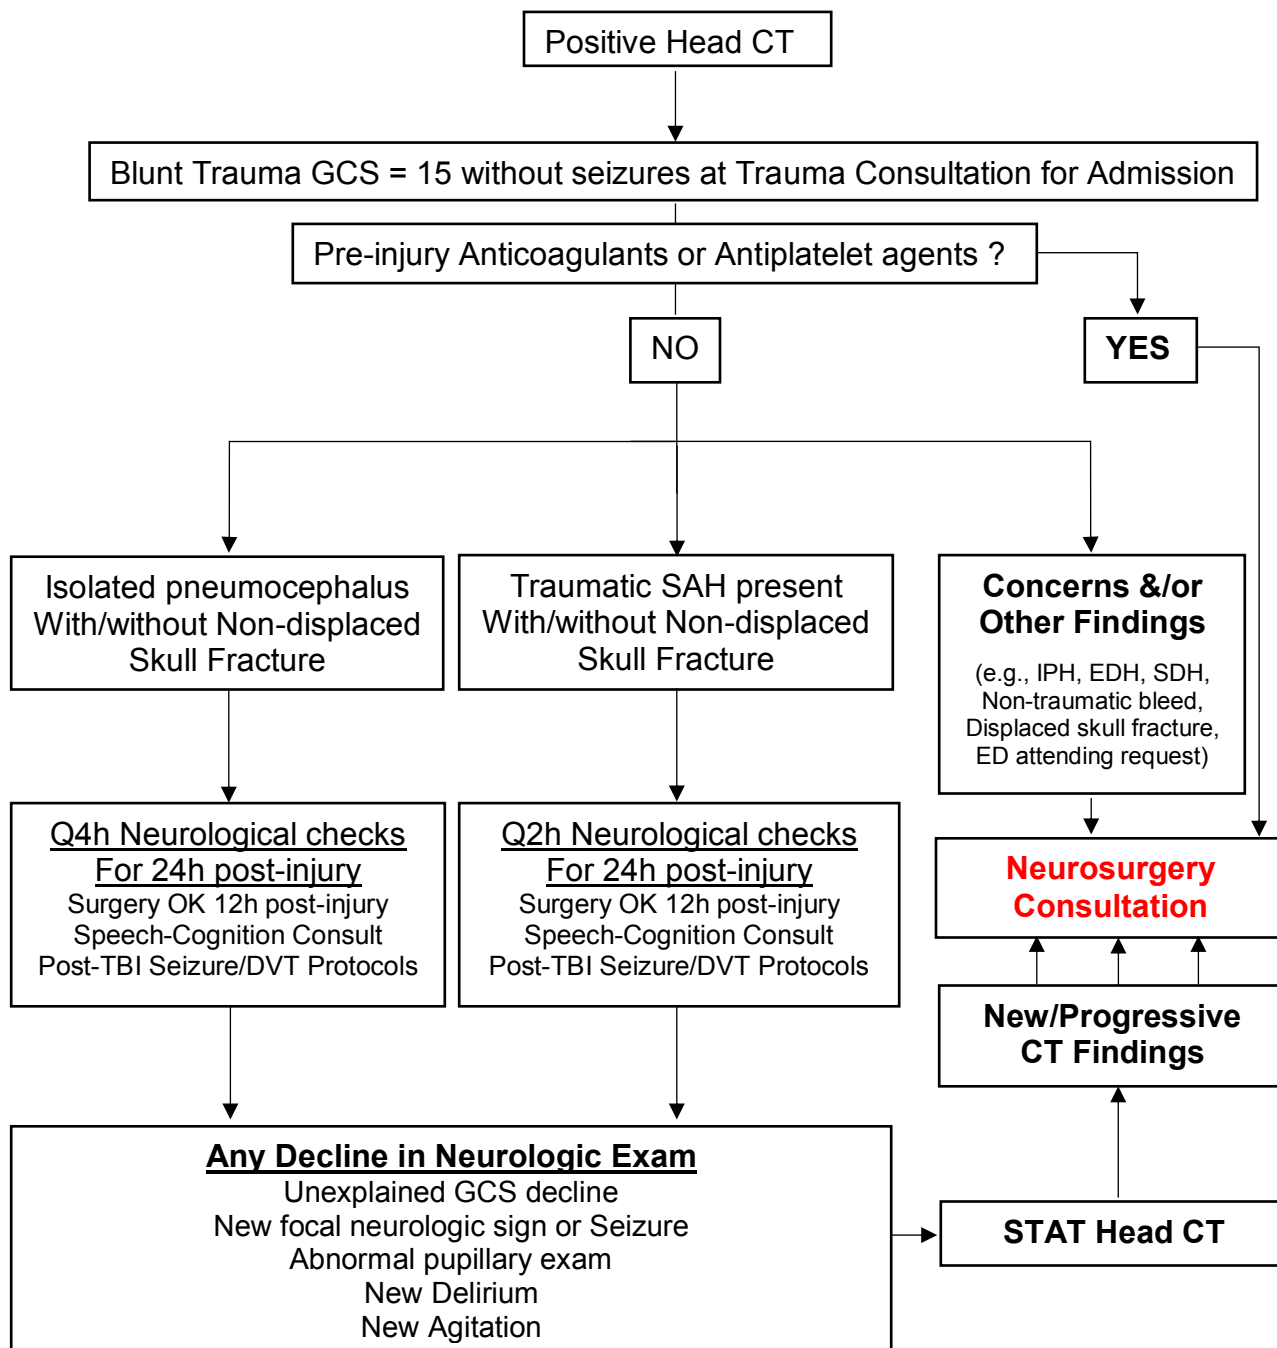 Positive Head CT
Blunt Trauma GCS = 15 without seizures at Trauma Consultation for Admission
Pre-injury Anticoagulants or Antiplatelet agents ?
NO
YES
Isolated pneumocephalus
With/without Non-displaced
Skull Fracture
Traumatic SAH present
With/without Non-displaced
Skull Fracture
Concerns &/or
Other Findings
(e.g., IPH, EDH, SDH,
Non-traumatic bleed,
Displaced skull fracture,
ED attending request)
Q4h Neurological checks
For 24h post-injury
Surgery OK 12h post-injury
Speech-Cognition Consult
Post-TBI Seizure/DVT Protocols
Q2h Neurological checks
For 24h post-injury
Surgery OK 12h post-injury
Speech-Cognition Consult
Post-TBI Seizure/DVT Protocols
Neurosurgery
Consultation
New/Progressive
CT Findings
Any Decline in Neurologic Exam
Unexplained GCS decline
New focal neurologic sign or Seizure
Abnormal pupillary exam
New Delirium
New Agitation
STAT Head CT